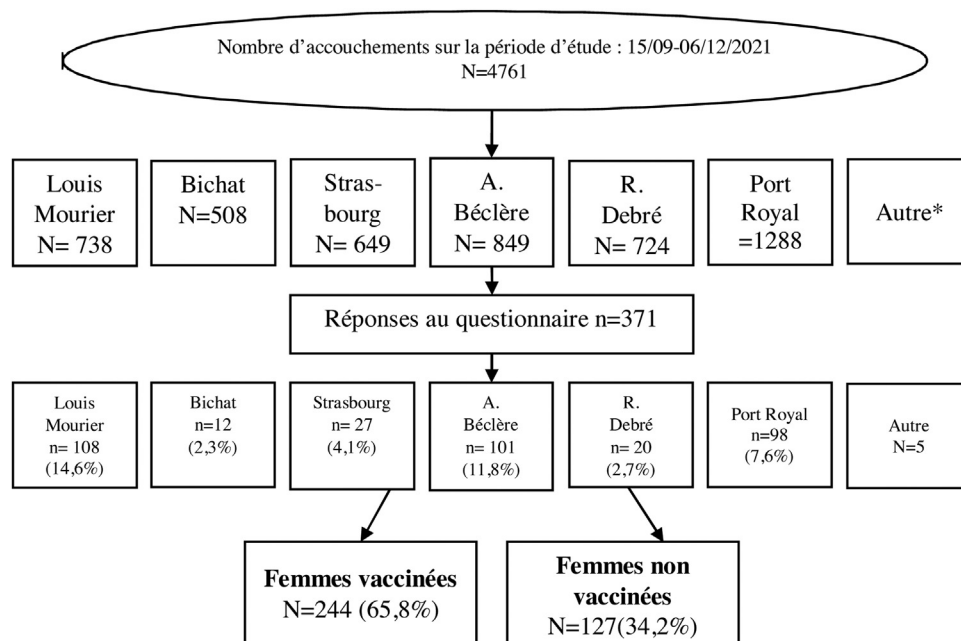 Nombre d'accouchements sur la période d'étude : 15/09-06/12/2021
N=4761
Louis
Mourier
N= 738
Bichat
N=508
Stras-
bourg
N= 649
A.
Béclère
N= 849
R.
Debré
N= 724
Port
Royal
=1288
Autre*
Réponses au questionnaire n=371
Louis
Mourier
n= 108
(14,6%)
Bichat
n=12
(2,3%)
Strasbourg
n= 27
(4,1%)
A.
Béclère
n= 101
(11,8%)
R.
Debré
n= 20
(2,7%)
Port Royal
n=98
(7,6%)
Autre
N=5
Femmes vaccinées
N=244 (65,8%)
Femmes non
vaccinées
N=127(34,2%)